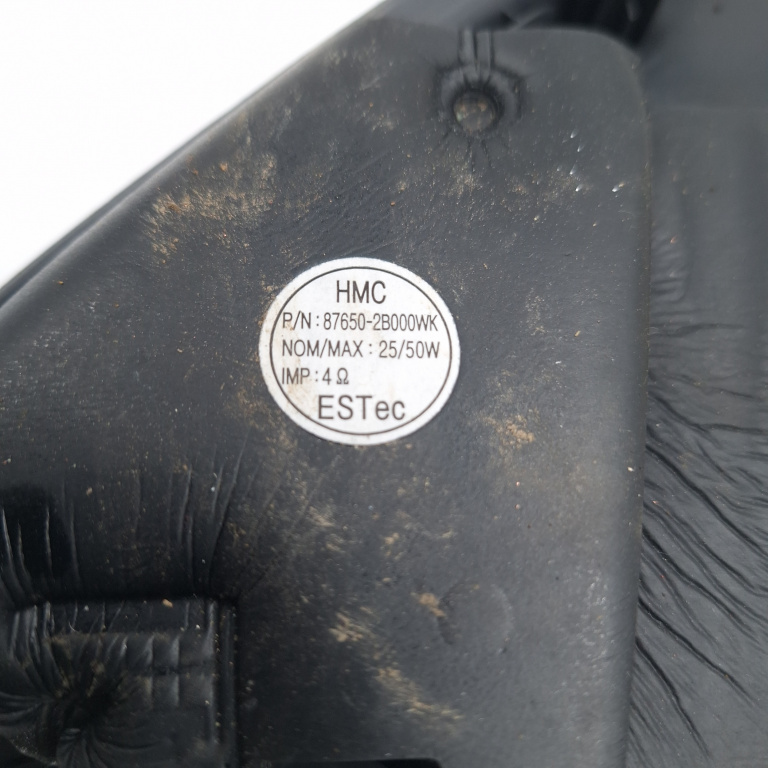 HMC
P/N : 87650-2B000WK
NOM/MAX : 25/50W
IMP : 4 Ω
ESTec